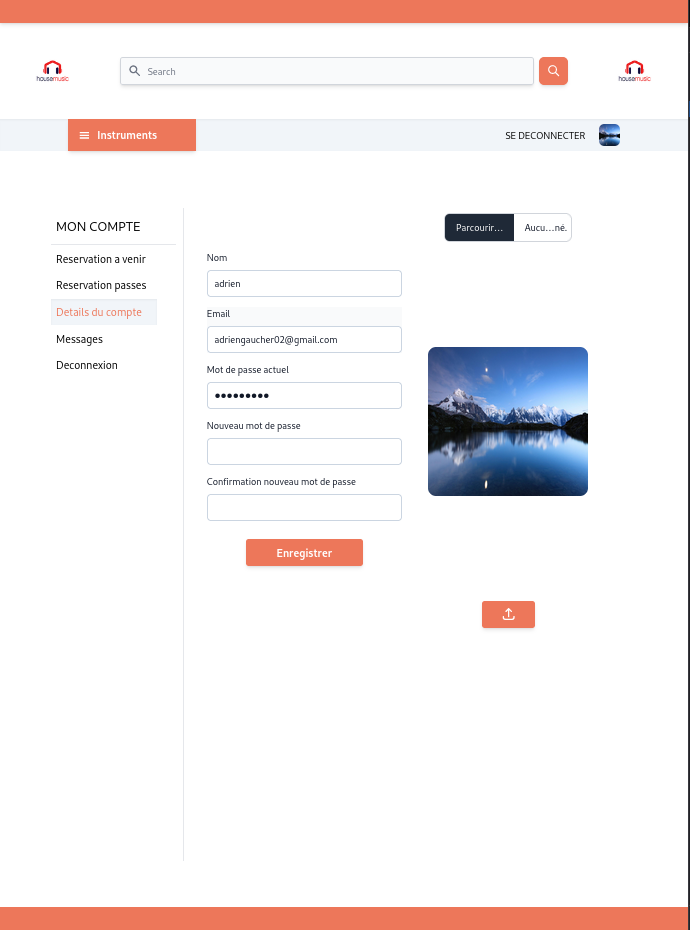 housemusic
Search
housemusic
Instruments
SE DECONNECTER
MON COMPTE
Reservation a venir
Reservation passes
Details du compte
Messages
Deconnexion
Parcourir… Aucu…né.
Nom
adrien
Email
adriengaucher02@gmail.com
Mot de passe actuel
●●●●●●●●●
Nouveau mot de passe
Confirmation nouveau mot de passe
Enregistrer